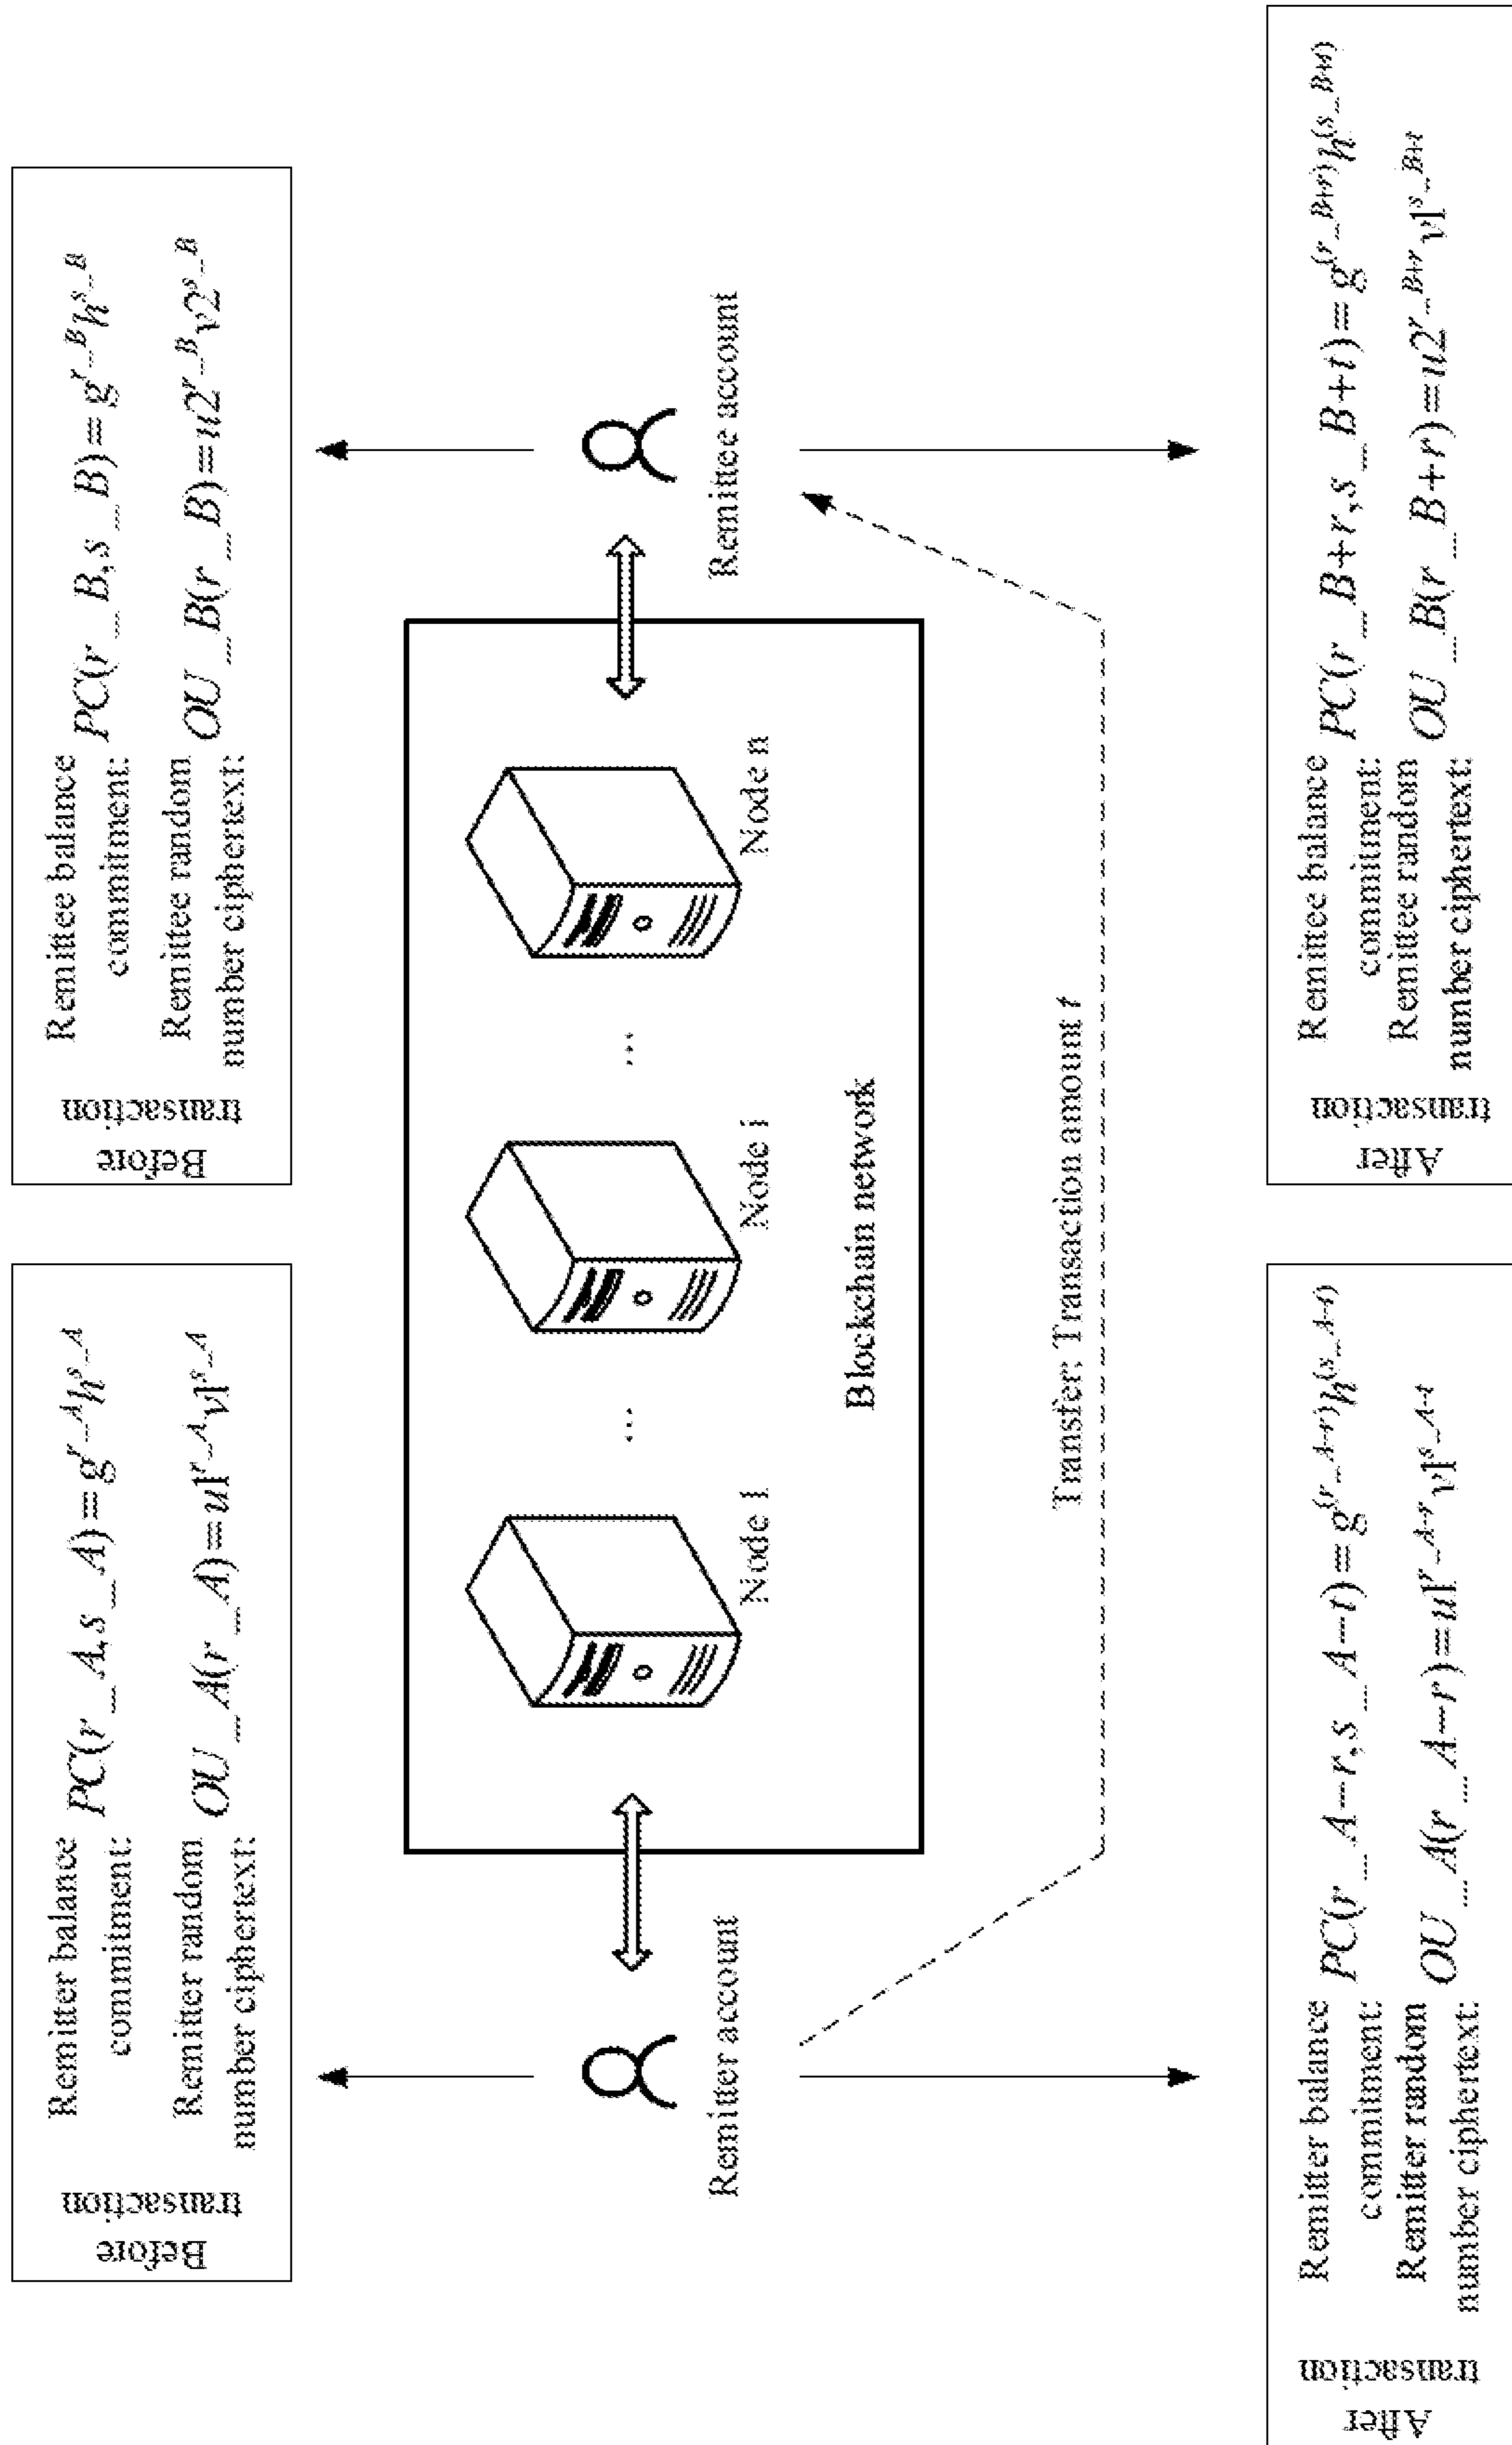 Before
transaction
Remitter balance
commitment:
PC(r_A,s_A)=g^{r_A}h^{s_A}
Remitter random
number ciphertext:
OU_A(r_A)=u1^{r_A}v1^{s_A}
Before
transaction
Remittee balance
commitment:
PC(r_B,s_B)=g^{r_B}h^{s_B}
Remittee random
number ciphertext:
OU_B(r_B)=u2^{r_B}v2^{s_B}
Remitter account
Node 1
...
Node i
...
Node n
Blockchain network
Remittee account
Transfer: Transaction amount t
After
transaction
Remitter balance
commitment:
PC(r_A-r,s_A-t)=g^{(r_A-r)}h^{(s_A-t)}
Remitter random
number ciphertext:
OU_A(r_A-r)=u1^{r_A-r}v1^{s_A-t}
After
transaction
Remittee balance
commitment:
PC(r_B+r,s_B+t)=g^{(r_B+r)}h^{(s_B+t)}
Remittee random
number ciphertext:
OU_B(r_B+r)=u2^{r_B+r}v1^{s_B+t}